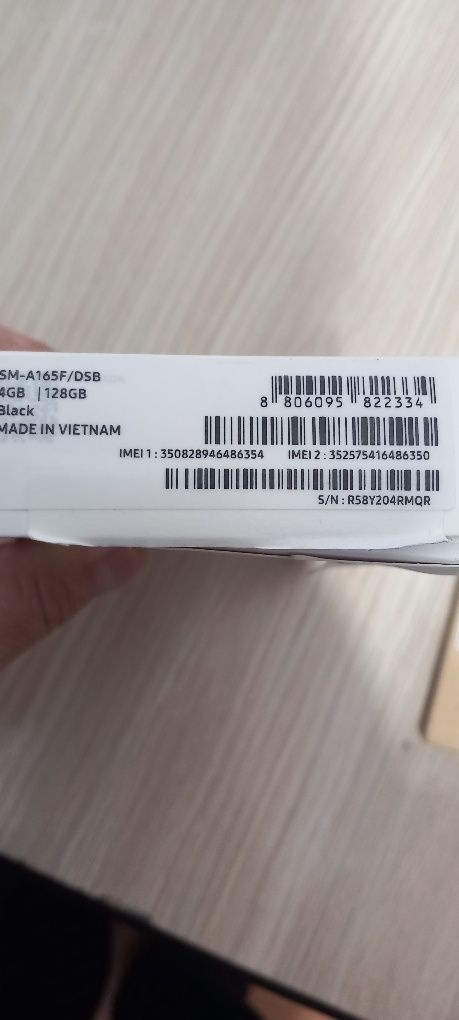 SM-A165F/DSB
4GB | 128GB
Black
MADE IN VIETNAM
8 806095 822334
IMEI 1 : 350828946486354 IMEI 2 : 352575416486350
S/N : R58Y204RMQR